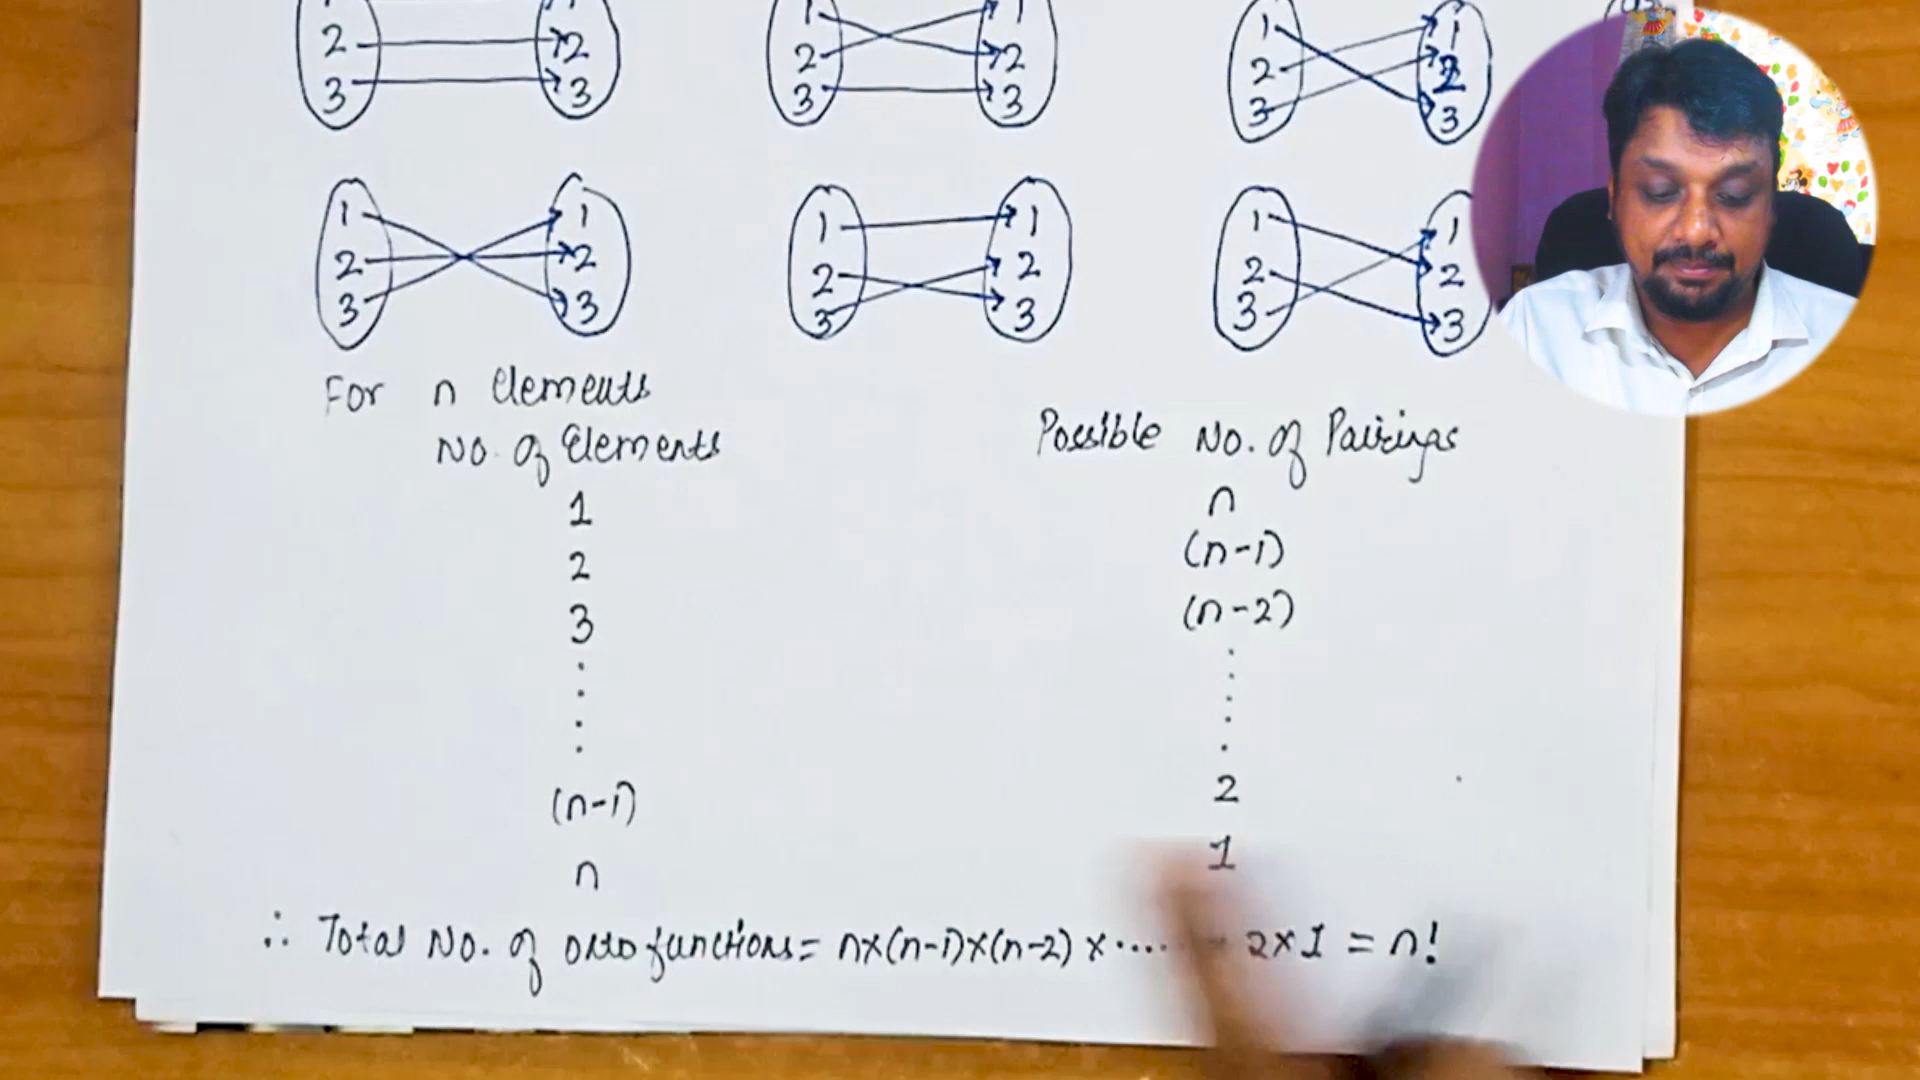 1 1 1 1 1 1
2 2 2 2 2 2
3 3 3 3 3 3
1 1 1 1 1 1
2 2 2 2 2 2
3 3 3 3 3 3
For n Elements
No. of Elements Possible No. of Pairings
1 n
2 (n-1)
3 (n-2)
(n-1) 2
n 1
∴ Total No. of onto functions = n×(n-1)×(n-2)×..... 2×1 = n!